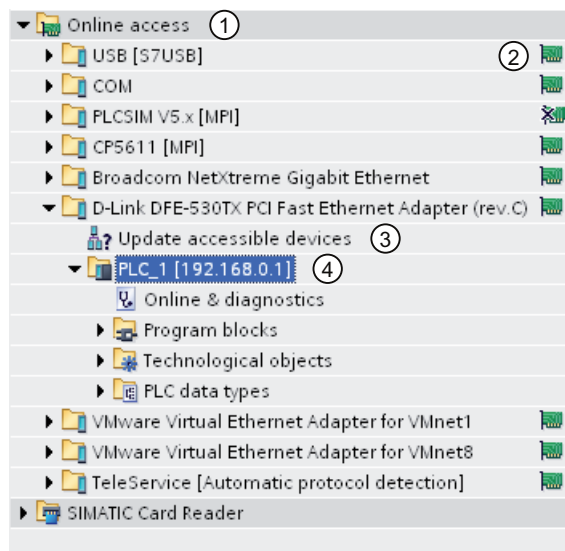 Online access 1
USB [S7USB] 2
COM
PLCSIM V5.x [MPI]
CP5611 [MPI]
Broadcom NetXtreme Gigabit Ethernet
D-Link DFE-530TX PCI Fast Ethernet Adapter (rev.C)
Update accessible devices 3
PLC_1 [192.168.0.1] 4
Online & diagnostics
Program blocks
Technological objects
PLC data types
VMware Virtual Ethernet Adapter for VMnet1
VMware Virtual Ethernet Adapter for VMnet8
TeleService [Automatic protocol detection]
SIMATIC Card Reader